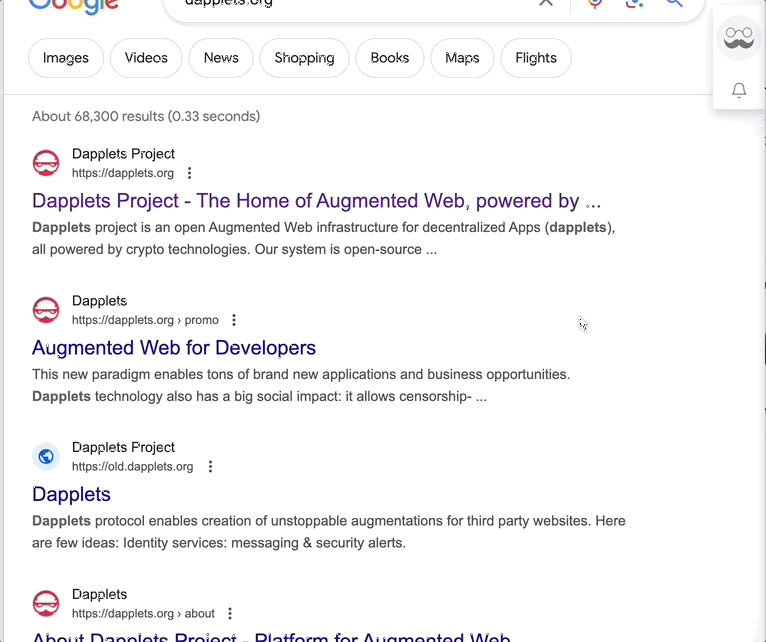 Google
dapplets.org
Images
Videos
News
Shopping
Books
Maps
Flights
About 68,300 results (0.33 seconds)
Dapplets Project
https://dapplets.org
Dapplets Project - The Home of Augmented Web, powered by ...
Dapplets project is an open Augmented Web infrastructure for decentralized Apps (dapplets),
all powered by crypto technologies. Our system is open-source ...
Dapplets
https://dapplets.org › promo
Augmented Web for Developers
This new paradigm enables tons of brand new applications and business opportunities.
Dapplets technology also has a big social impact: it allows censorship- ...
Dapplets Project
https://old.dapplets.org
Dapplets
Dapplets protocol enables creation of unstoppable augmentations for third party websites. Here
are few ideas: Identity services: messaging & security alerts.
Dapplets
https://dapplets.org › about
About Dapplets Project - Platform for Augmented Web